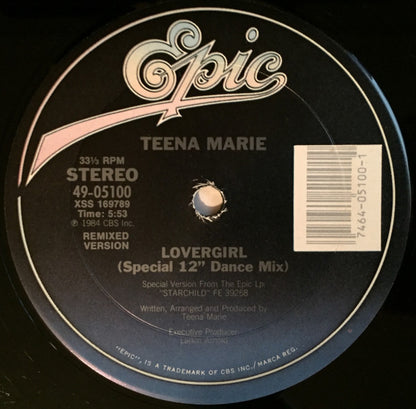 Epic
TEENA MARIE
33⅓ RPM
STEREO
49-05100
XSS 169789
Time: 5:53
℗ 1984 CBS Inc.
REMIXED
VERSION
7464-05100-1
LOVERGIRL
(Special 12” Dance Mix)
Special Version From The Epic Lp:
"STARCHILD" FE 39258
Written, Arranged and Produced by
Teena Marie
Executive Producer:
"EPIC", IS A TRADEMARK OF CBS INC./MARCA REG.